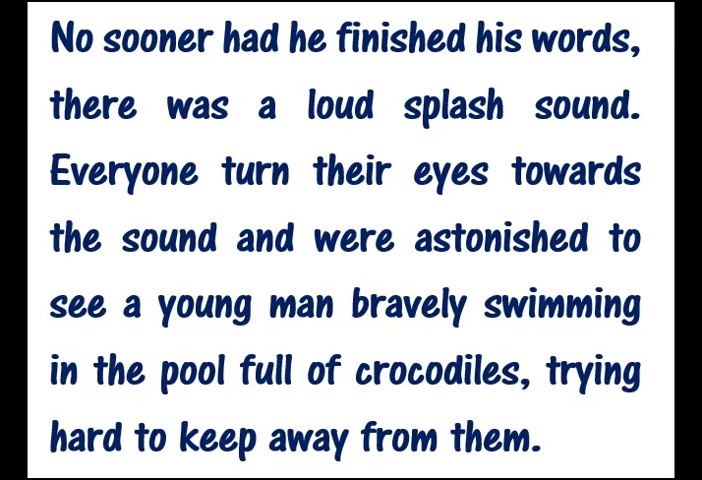 No sooner had he finished his words,
there was a loud splash sound.
Everyone turn their eyes towards
the sound and were astonished to
see a young man bravely swimming
in the pool full of crocodiles, trying
hard to keep away from them.